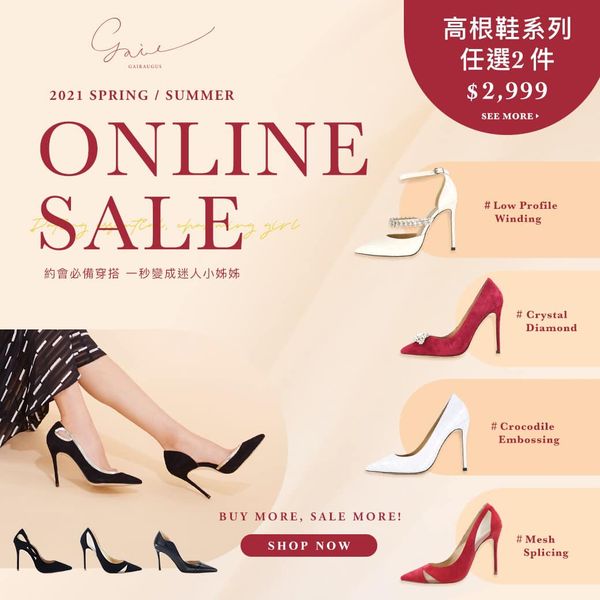 Gaie
GAIRAUGUS
高根鞋系列
任選2件
$2,999
SEE MORE
2021 SPRING / SUMMER
ONLINE
SALE
約會必備穿搭 一秒變成迷人小姊姊
# Low Profile
Winding
# Crystal
Diamond
# Crocodile
Embossing
# Mesh
Splicing
BUY MORE, SALE MORE!
SHOP NOW